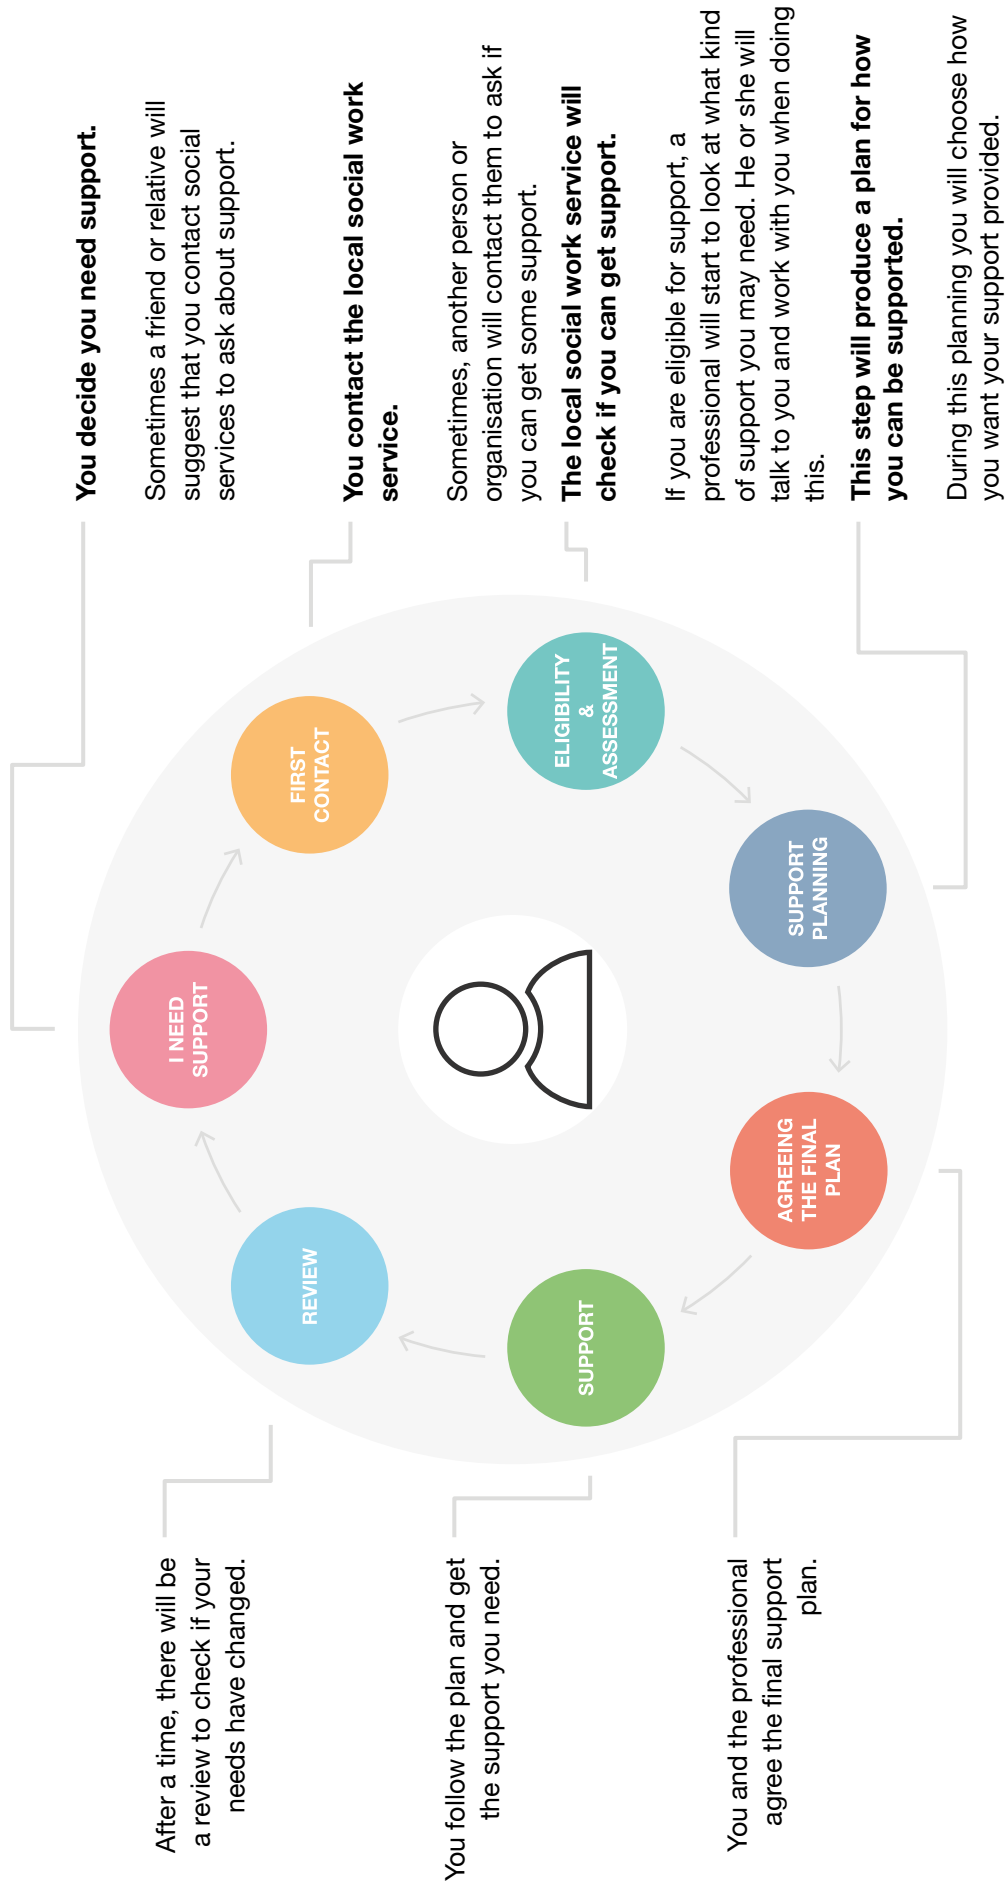 You decide you need support.
Sometimes a friend or relative will
suggest that you contact social
services to ask about support.
You contact the local social work
service.
Sometimes, another person or
organisation will contact them to ask if
you can get some support.
The local social work service will
check if you can get support.
If you are eligible for support, a
professional will start to look at what kind
of support you may need. He or she will
talk to you and work with you when doing
this.
This step will produce a plan for how
you can be supported.
During this planning you will choose how
you want your support provided.
I NEED
SUPPORT
FIRST
CONTACT
ELIGIBILITY
&
ASSESSMENT
SUPPORT
PLANNING
AGREEING
THE FINAL
PLAN
SUPPORT
REVIEW
After a time, there will be
a review to check if your
needs have changed.
You follow the plan and get
the support you need.
You and the professional
agree the final support
plan.